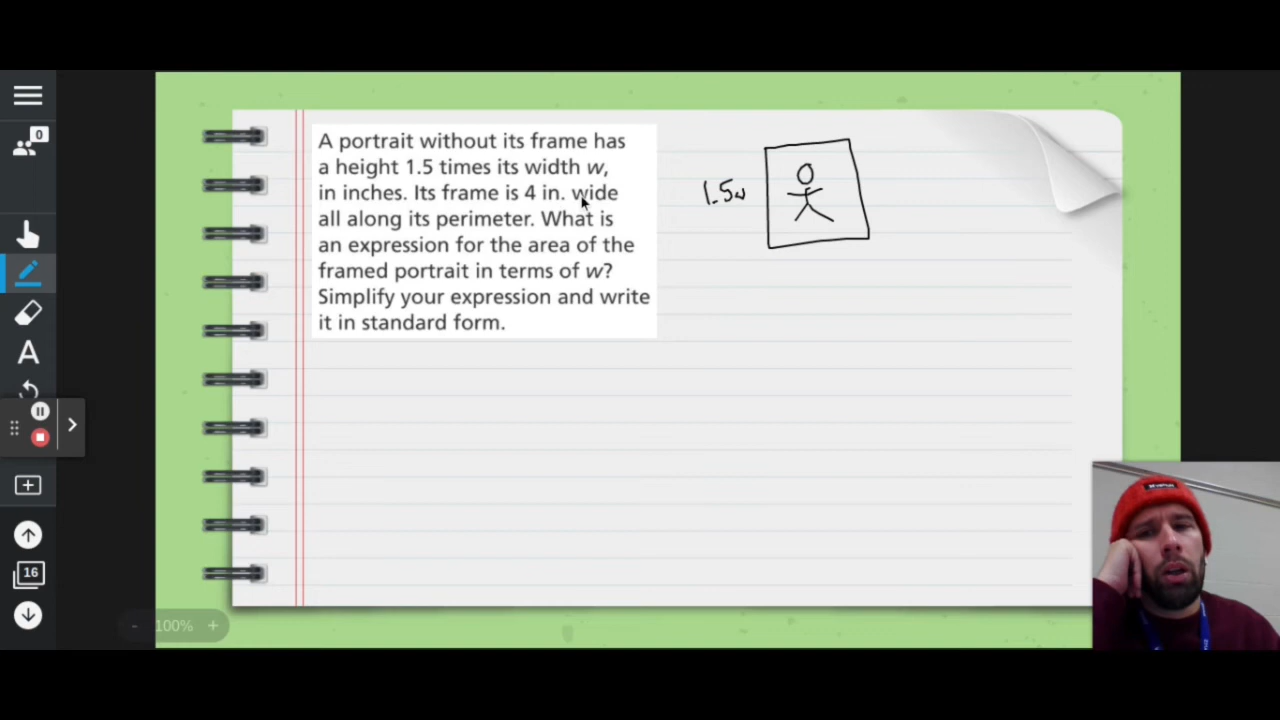 0
A portrait without its frame has
a height 1.5 times its width w,
in inches. Its frame is 4 in. wide
all along its perimeter. What is
an expression for the area of the
framed portrait in terms of w?
Simplify your expression and write
it in standard form.
1.5w
A
16
- 100% +